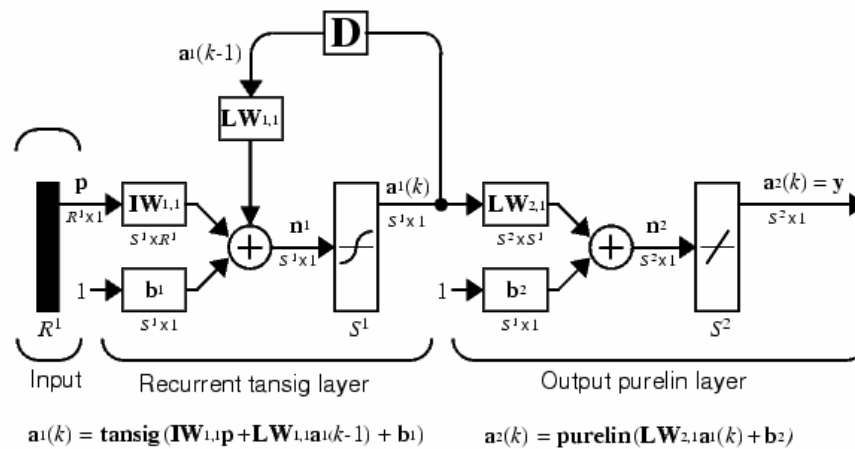 D
a¹(k-1)
LW1,1
p
R¹x1
IW1,1
S¹xR¹
n¹
S¹x1
a¹(k)
S¹x1
LW2,1
S²xS¹
n²
S²x1
a²(k) = y
S²x1
1
b¹
S¹x1
1
b²
S¹x1
R¹
S¹
S²
Input
Recurrent tansig layer
Output purelin layer
a¹(k) = tansig(IW1,1p+LW1,1a¹(k-1) + b¹)
a²(k) = purelin(LW2,1a¹(k)+b²)